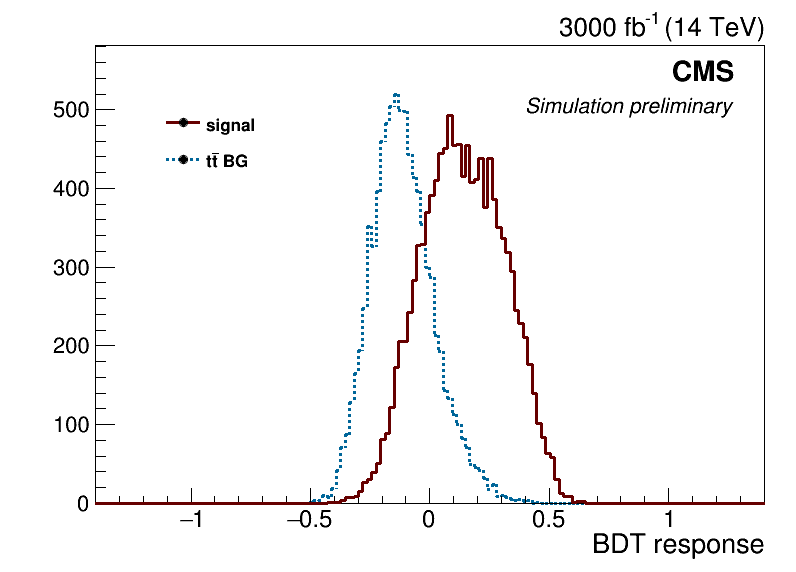 3000 fb⁻¹ (14 TeV)
CMS
Simulation preliminary
signal
tt̄ BG
500
400
300
200
100
0
−1 −0.5 0 0.5 1
BDT response